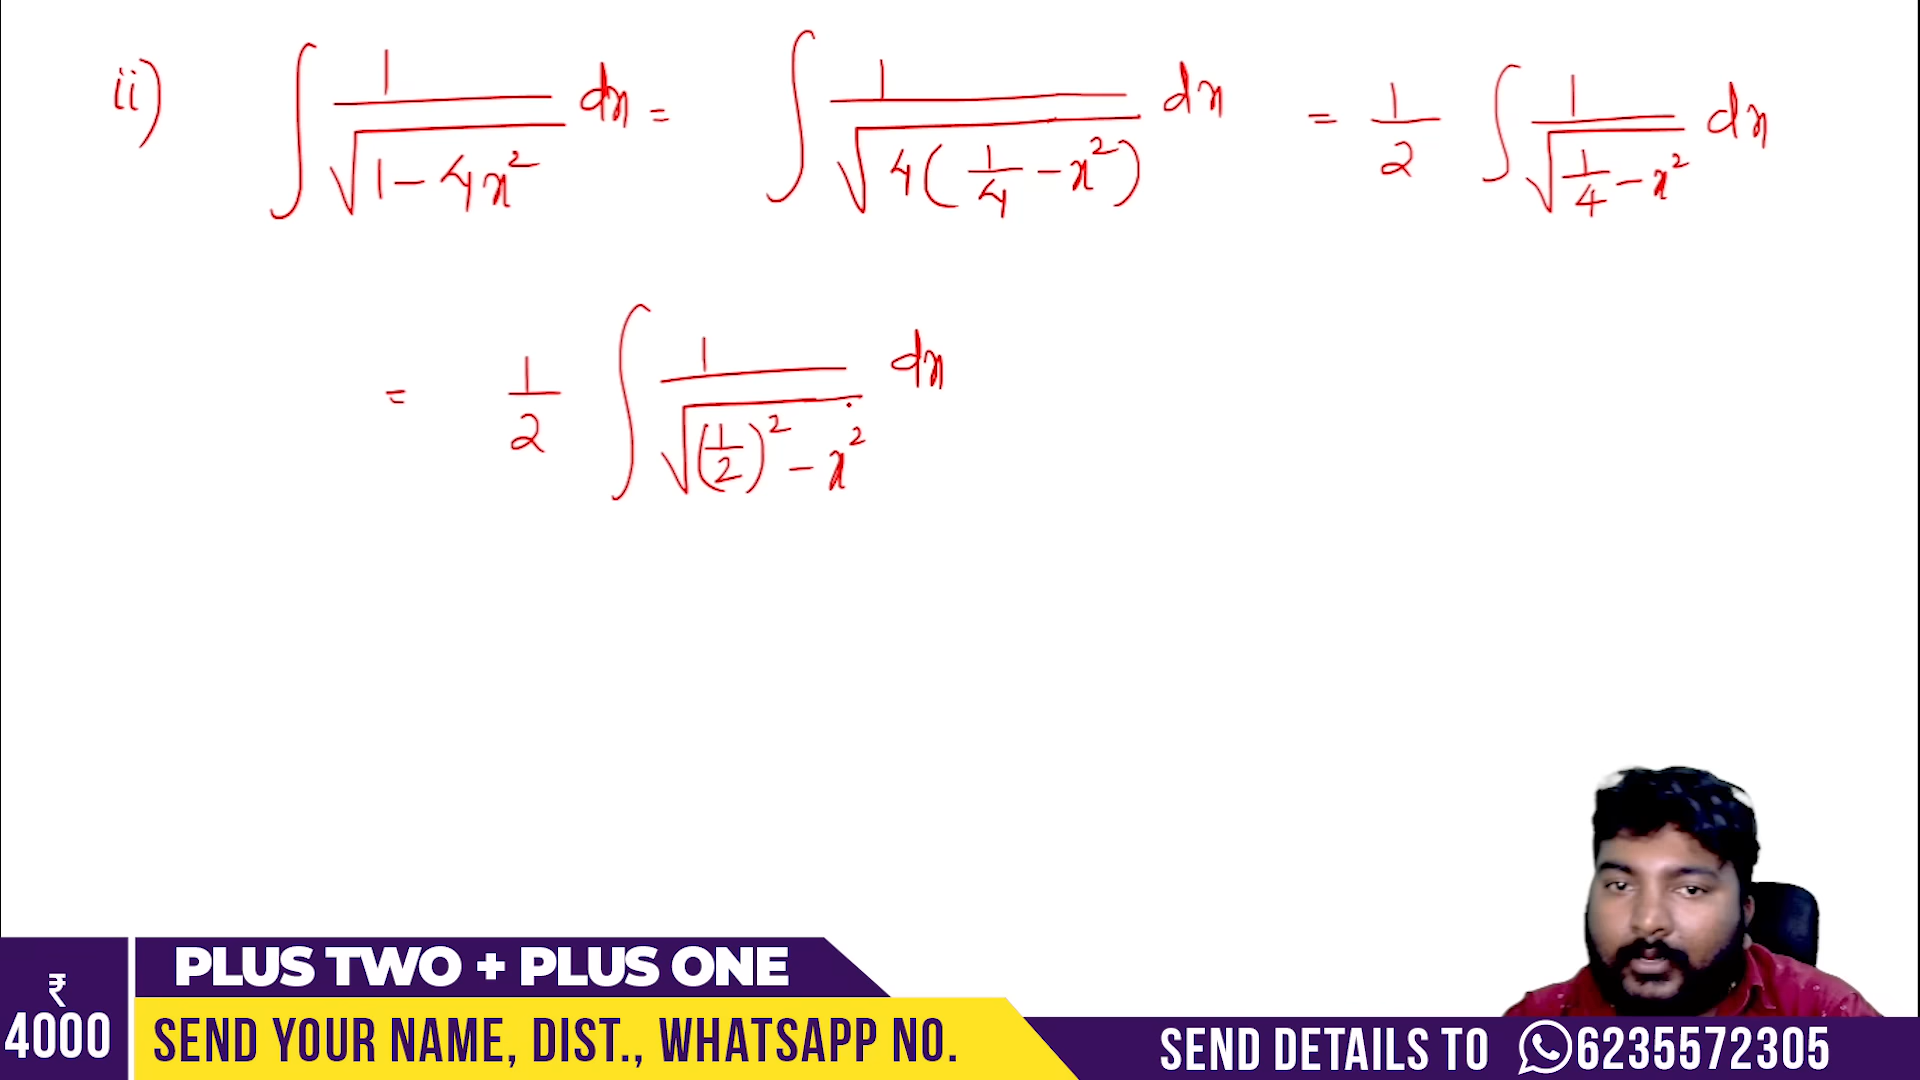 ii) ∫ 1/√(1 - 4x²) dx = ∫ 1/√(4(1/4 - x²)) dx = 1/2 ∫ 1/√(1/4 - x²) dx
= 1/2 ∫ 1/√((1/2)² - x²) dx
PLUS TWO + PLUS ONE
₹
4000
SEND YOUR NAME, DIST., WHATSAPP NO.
SEND DETAILS TO 6235572305